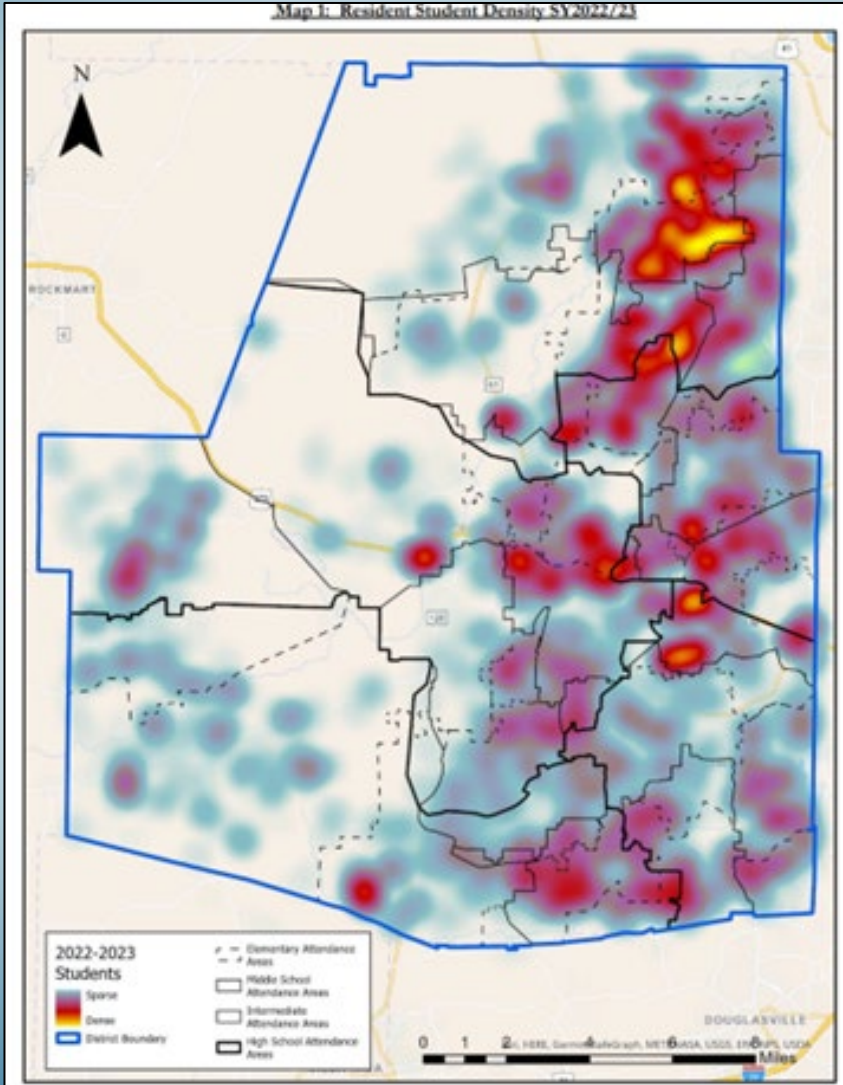 Map 1: Resident Student Density SY2022/23
N
ROCKMART
61
2022-2023
Students
Sparse
Dense
District Boundary
Elementary Attendance
Areas
Middle School
Attendance Areas
Intermediate
Attendance Areas
High School Attendance
Areas
DOUGLASVILLE
0 2 4 6 8
Miles